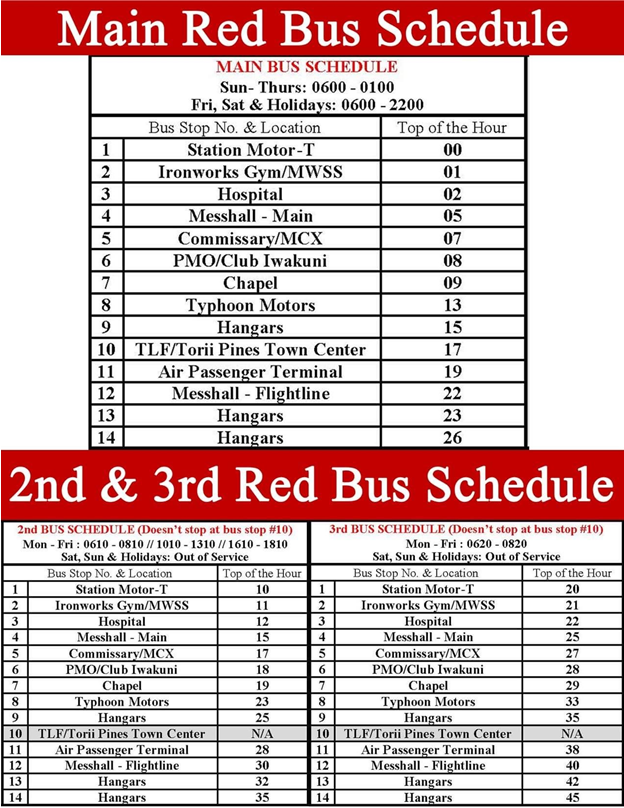 Main Red Bus Schedule
MAIN BUS SCHEDULE
Sun- Thurs: 0600 - 0100
Fri, Sat & Holidays: 0600 - 2200
Bus Stop No. & Location Top of the Hour
1 Station Motor-T 00
2 Ironworks Gym/MWSS 01
3 Hospital 02
4 Messhall - Main 05
5 Commissary/MCX 07
6 PMO/Club Iwakuni 08
7 Chapel 09
8 Typhoon Motors 13
9 Hangars 15
10 TLF/Torii Pines Town Center 17
11 Air Passenger Terminal 19
12 Messhall - Flightline 22
13 Hangars 23
14 Hangars 26
2nd & 3rd Red Bus Schedule
2nd BUS SCHEDULE (Doesn't stop at bus stop #10)
Mon - Fri : 0610 - 0810 // 1010 - 1310 // 1610 - 1810
Sat, Sun & Holidays: Out of Service
Bus Stop No. & Location Top of the Hour
1 Station Motor-T 10
2 Ironworks Gym/MWSS 11
3 Hospital 12
4 Messhall - Main 15
5 Commissary/MCX 17
6 PMO/Club Iwakuni 18
7 Chapel 19
8 Typhoon Motors 23
9 Hangars 25
10 TLF/Torii Pines Town Center N/A
11 Air Passenger Terminal 28
12 Messhall - Flightline 30
13 Hangars 32
14 Hangars 35
3rd BUS SCHEDULE (Doesn't stop at bus stop #10)
Mon - Fri : 0620 - 0820
Sat, Sun & Holidays: Out of Service
Bus Stop No. & Location Top of the Hour
1 Station Motor-T 20
2 Ironworks Gym/MWSS 21
3 Hospital 22
4 Messhall - Main 25
5 Commissary/MCX 27
6 PMO/Club Iwakuni 28
7 Chapel 29
8 Typhoon Motors 33
9 Hangars 35
10 TLF/Torii Pines Town Center N/A
11 Air Passenger Terminal 38
12 Messhall - Flightline 40
13 Hangars 42
14 Hangars 45